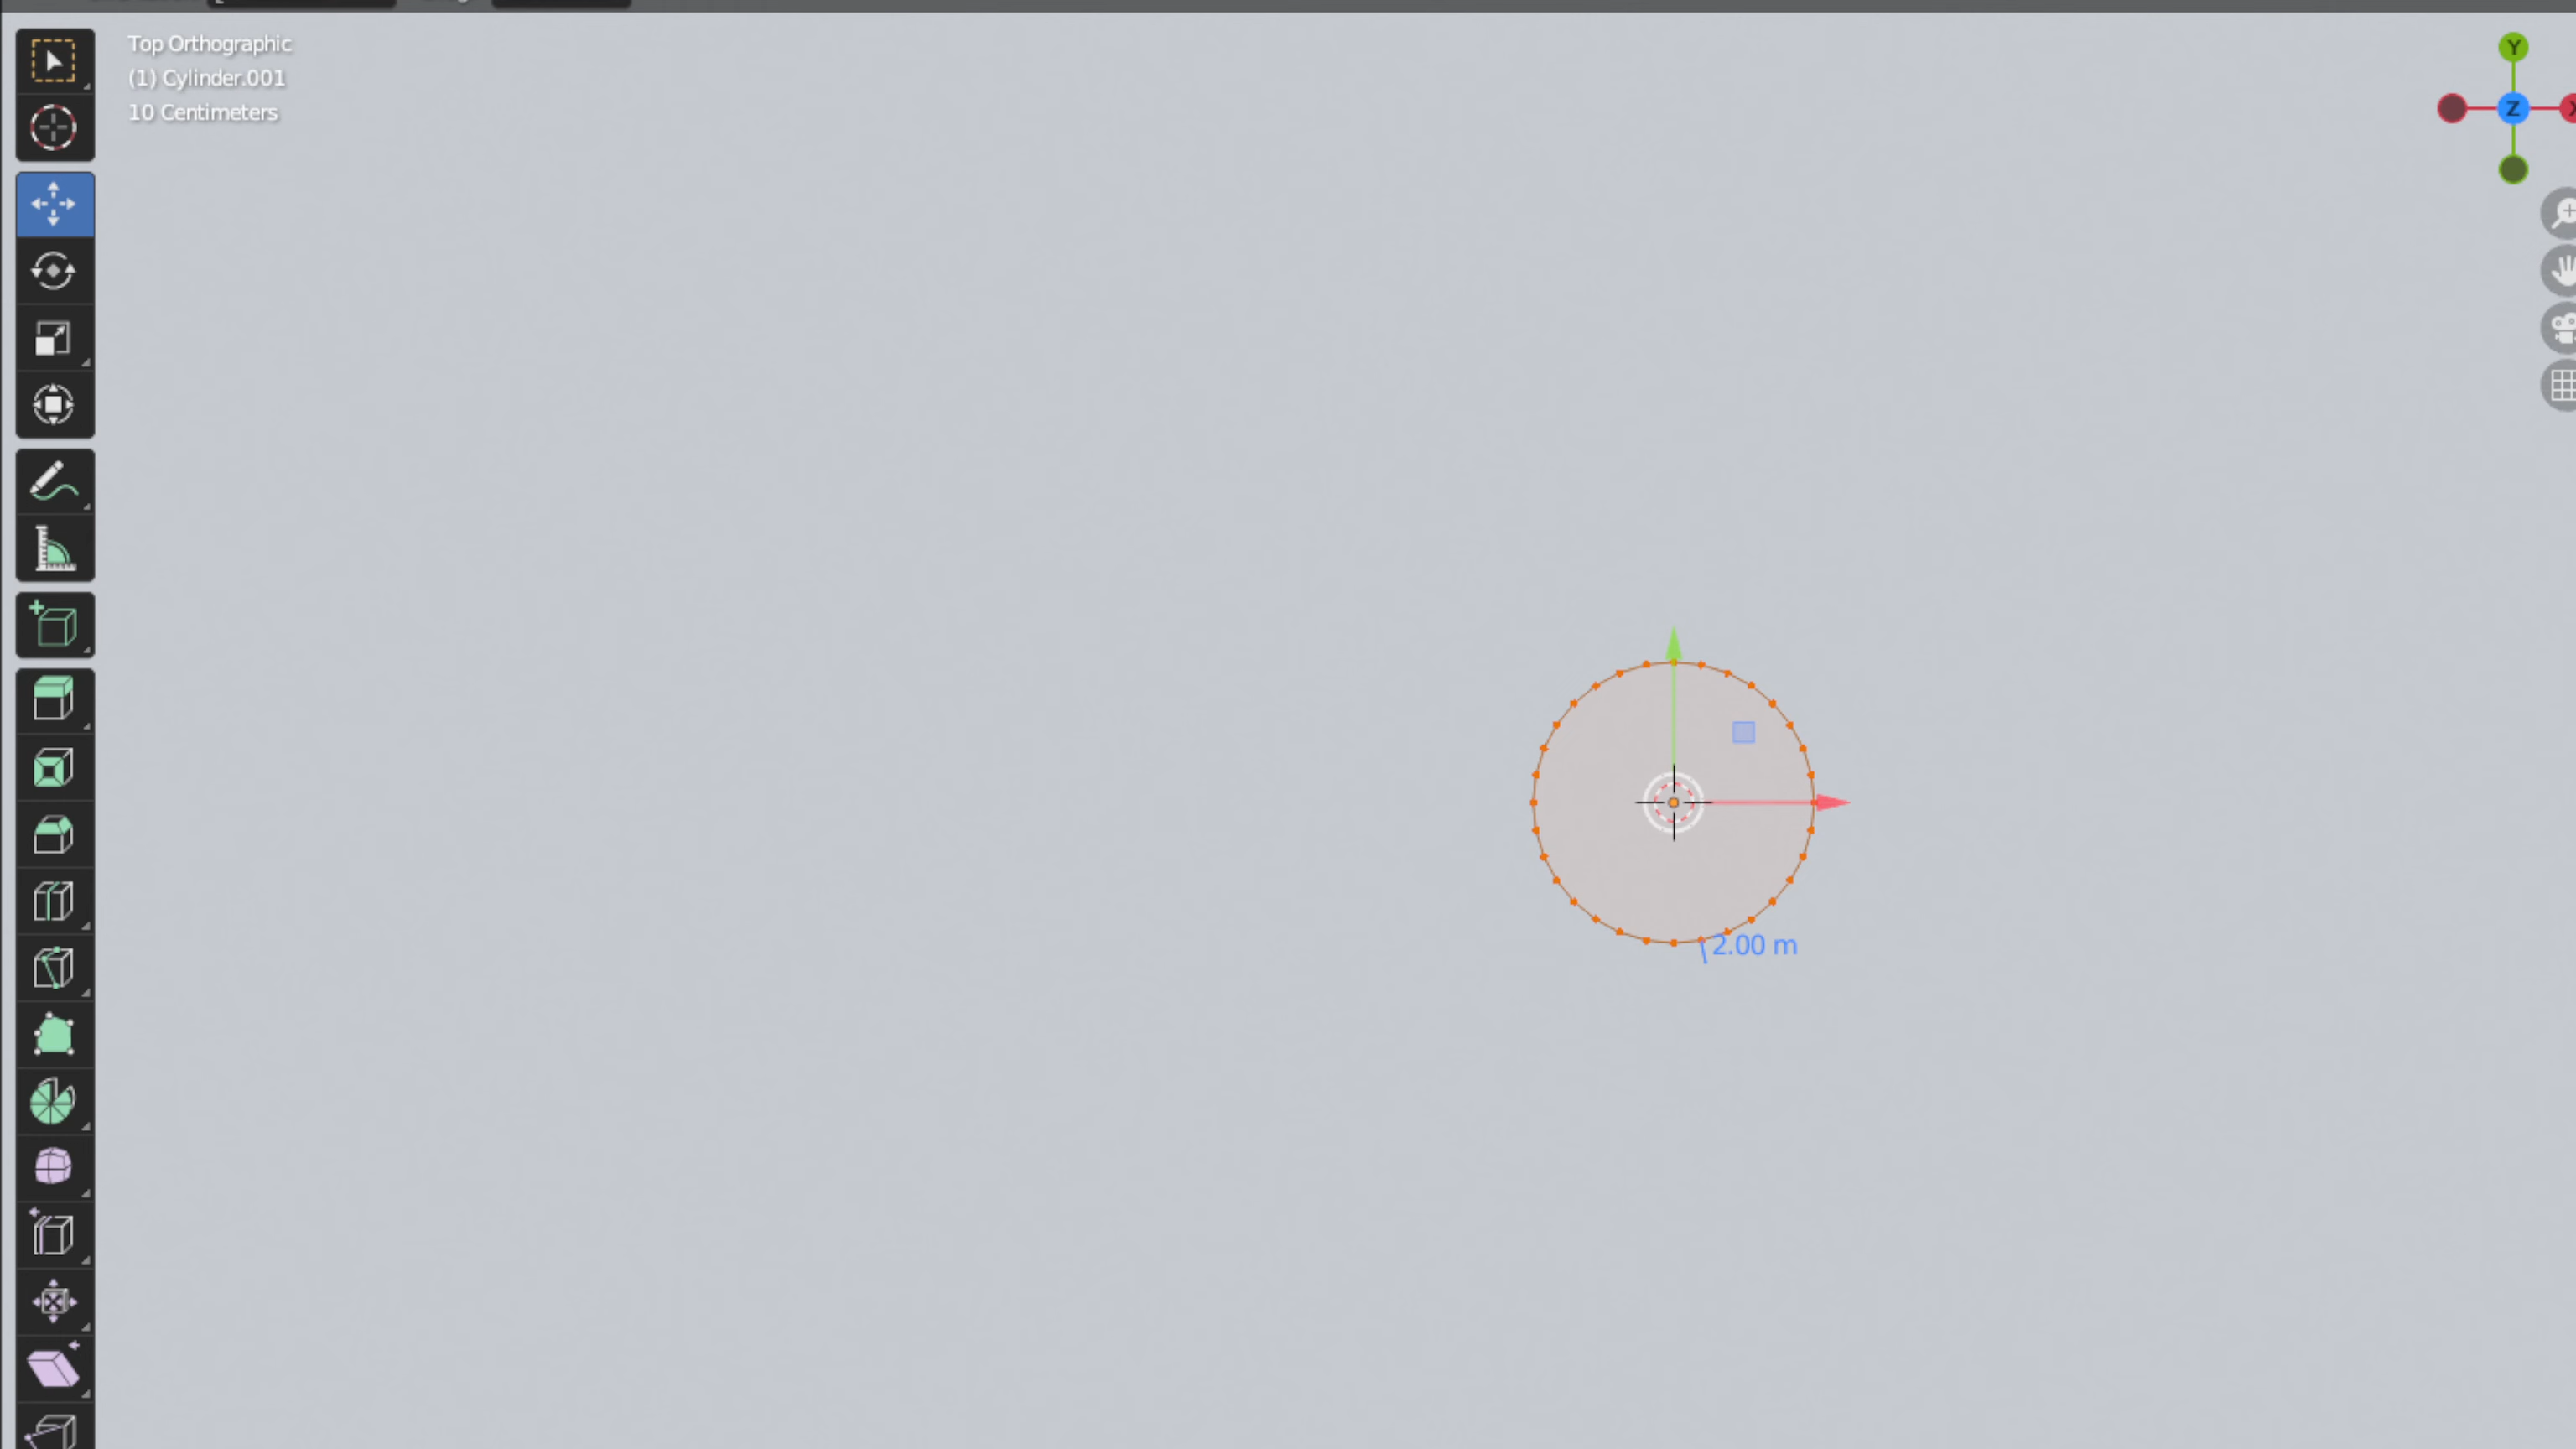 Top Orthographic
(1) Cylinder.001
10 Centimeters
Y
Z
X
2.00 m